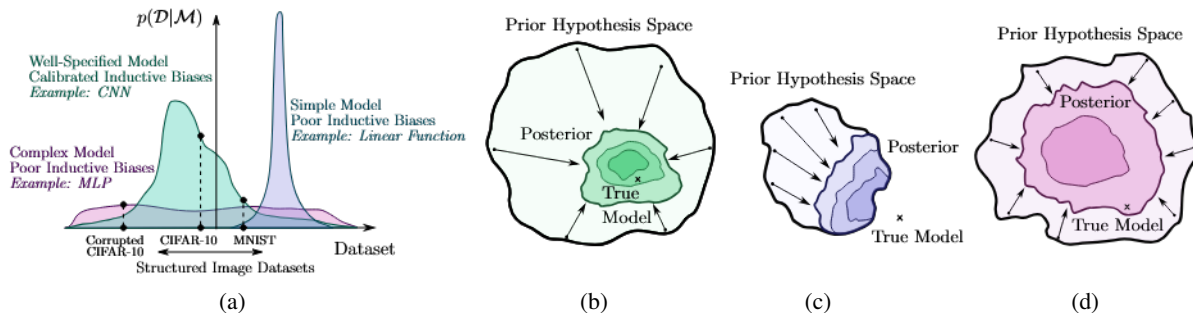 p(D|M)
Well-Specified Model
Calibrated Inductive Biases
Example: CNN
Simple Model
Poor Inductive Biases
Example: Linear Function
Complex Model
Poor Inductive Biases
Example: MLP
Corrupted
CIFAR-10
CIFAR-10
MNIST
Dataset
Structured Image Datasets
(a)
Prior Hypothesis Space
Posterior
True
Model
(b)
Prior Hypothesis Space
Posterior
True Model
(c)
Prior Hypothesis Space
Posterior
True Model
(d)